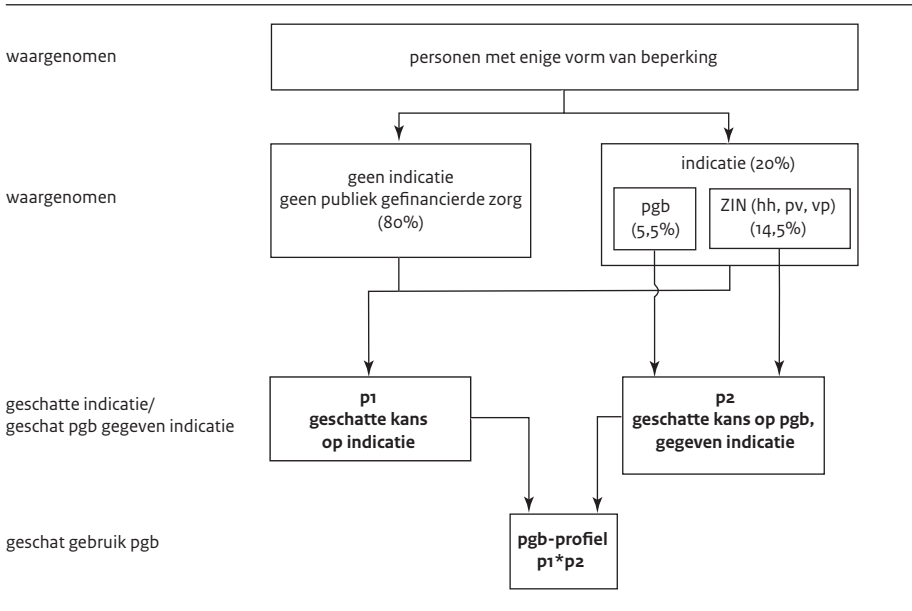 waargenomen
personen met enige vorm van beperking
waargenomen
geen indicatie
geen publiek gefinancierde zorg
(80%)
indicatie (20%)
pgb
(5,5%)
ZIN (hh, pv, vp)
(14,5%)
geschatte indicatie/
geschat pgb gegeven indicatie
p1
geschatte kans
op indicatie
p2
geschatte kans op pgb,
gegeven indicatie
geschat gebruik pgb
pgb-profiel
p1*p2